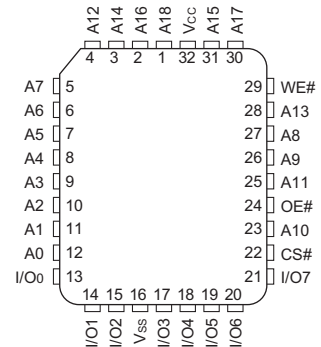 A12 A14 A16 A18 VCC A15 A17
4 3 2 1 32 31 30
A7 5 29 WE#
A6 6 28 A13
A5 7 27 A8
A4 8 26 A9
A3 9 25 A11
A2 10 24 OE#
A1 11 23 A10
A0 12 22 CS#
I/O0 13 21 I/O7
14 15 16 17 18 19 20
I/O1 I/O2 VSS I/O3 I/O4 I/O5 I/O6